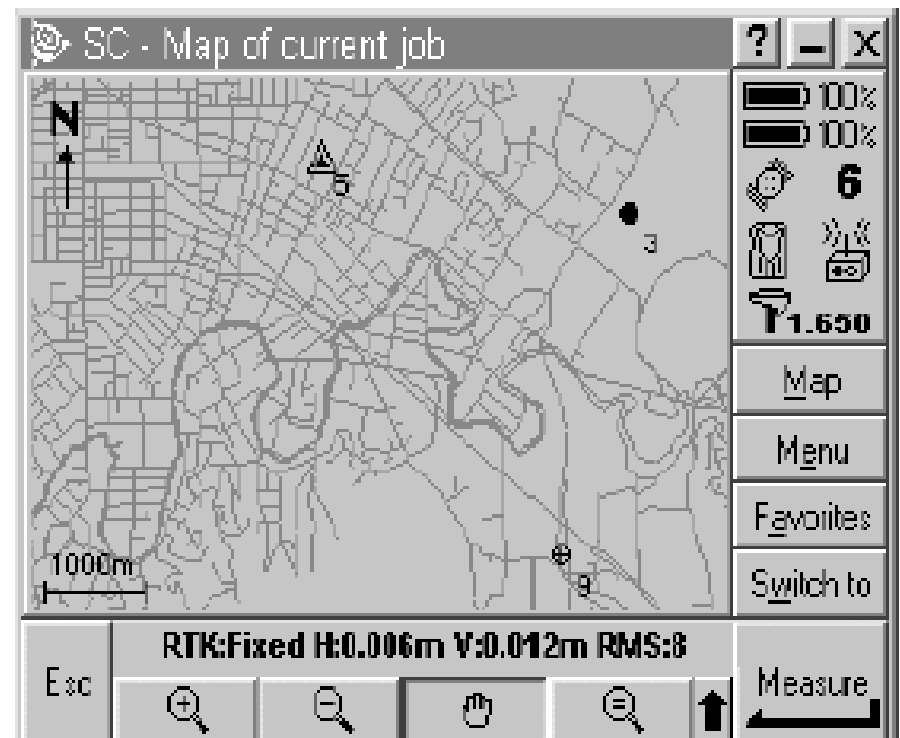 SC - Map of current job
?
X
N
100%
100%
5
6
3
1.650
Map
Menu
Favorites
9
1000m
Switch to
RTK:Fixed H:0.006m V:0.012m RMS:8
Esc
Measure